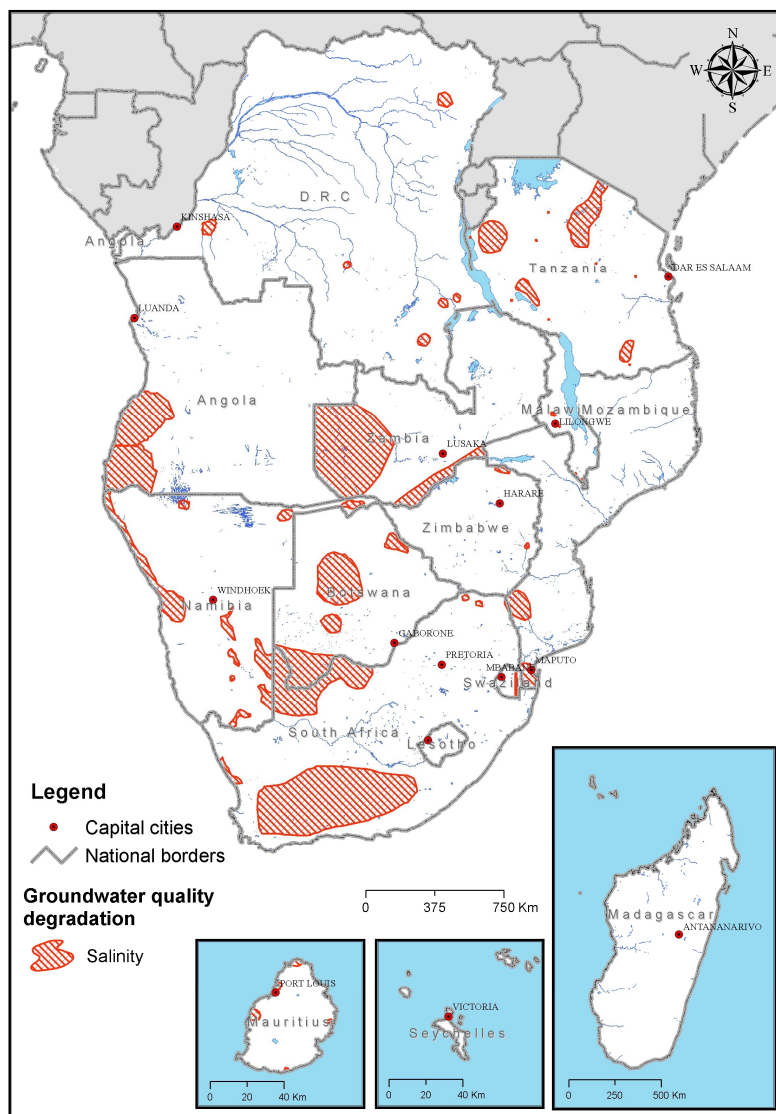 N
W E
S
D.R.C
KINSHASA
Angola
Tanzania
DAR ES SALAAM
LUANDA
Angola
Malawi
Mozambique
LILONGWE
Zambia
LUSAKA
HARARE
Zimbabwe
WINDHOEK
Namibia
Botswana
GABORONE
PRETORIA
MBABANE
MAPUTO
Swaziland
South Africa
Lesotho
Legend
Capital cities
National borders
Groundwater quality
degradation
Salinity
0 375 750 Km
PORT LOUIS
Mauritius
0 20 40 Km
VICTORIA
Seychelles
0 20 40 Km
Madagascar
ANTANANARIVO
0 250 500 Km